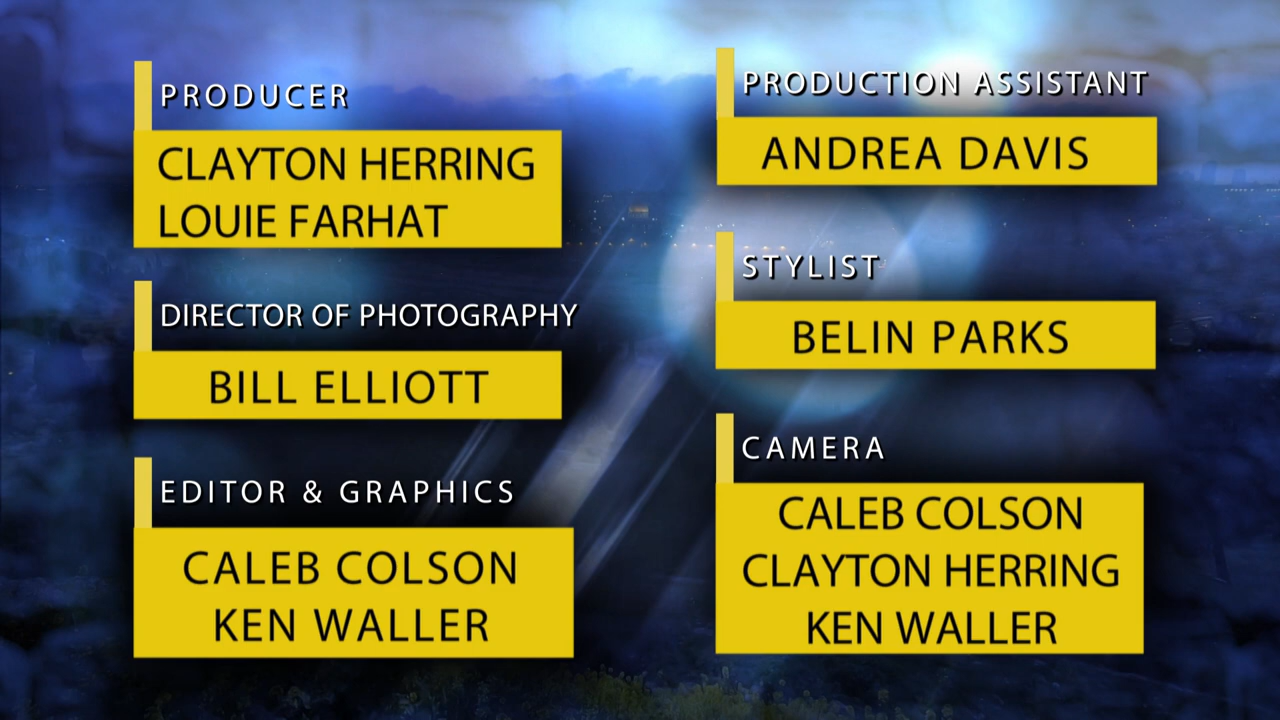 PRODUCER
CLAYTON HERRING
LOUIE FARHAT
DIRECTOR OF PHOTOGRAPHY
BILL ELLIOTT
EDITOR & GRAPHICS
CALEB COLSON
KEN WALLER
PRODUCTION ASSISTANT
ANDREA DAVIS
STYLIST
BELIN PARKS
CAMERA
CALEB COLSON
CLAYTON HERRING
KEN WALLER